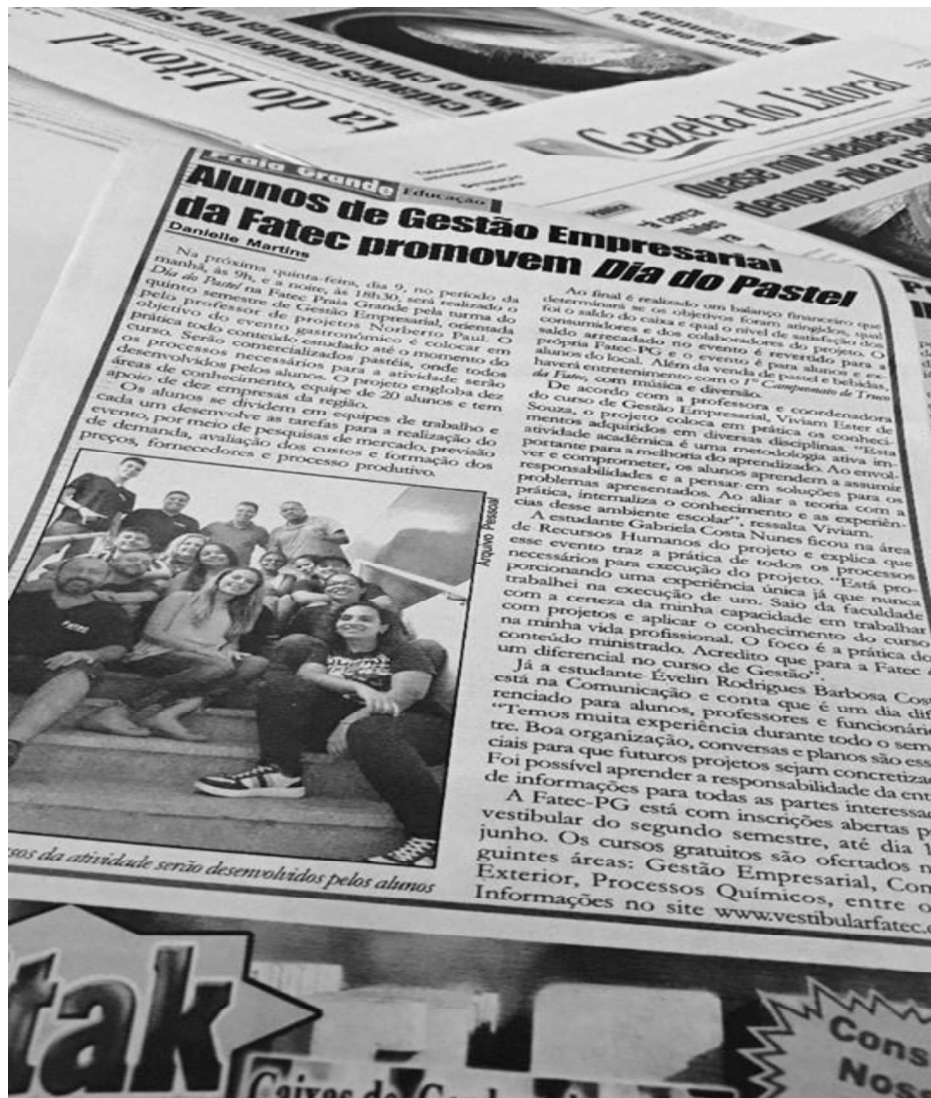 ta do Litoral
cidades podem ter
Gazeta do Litoral
Quase mil cidades
dengue, zika e
Praia Grande Educação
Alunos de Gestão Empresarial
da Fatec promovem Dia do Pastel
Danielle Martins
Na próxima quinta-feira, dia 9, no período da
manhã, às 9h, e a noite, às 18h30, será realizado o
Dia do Pastel na Fatec Praia Grande pela turma do
quinto semestre de Gestão Empresarial, orientada
pelo professor de projetos Norberto Paul. O
objetivo do evento gastronômico é colocar em
prática todo conteúdo estudado até o momento do
curso. Serão comercializados pastéis, onde todos
os processos necessários para a atividade serão
desenvolvidos pelos alunos. O projeto engloba dez
áreas de conhecimento, equipe de 20 alunos e tem
apoio de dez empresas da região.
Os alunos se dividem em equipes de trabalho e
cada um desenvolve as tarefas para a realização do
evento, por meio de pesquisas de mercado, previsão
de demanda, avaliação dos custos e formação dos
preços, fornecedores e processo produtivo.
Arquivo Pessoal
sos da atividade serão desenvolvidos pelos alunos
Ao final é realizado um balanço financeiro que
determinará se os objetivos foram atingidos, qual
foi o saldo do caixa e qual o nível de satisfação dos
consumidores e dos colaboradores do projeto. O
saldo arrecadado no evento é revertido para a
própria Fatec-PG e o evento é para alunos e ex-
alunos do local. Além da venda de pastel e bebidas,
haverá entretenimento com o 1º Campeonato de Truco
da Fatec, com música e diversão.
De acordo com a professora e coordenadora
do curso de Gestão Empresarial, Viviam Ester de
Souza, o projeto coloca em prática os conheci-
mentos adquiridos em diversas disciplinas. "Esta
atividade acadêmica é uma metodologia ativa im-
portante para a melhoria do aprendizado. Ao envol-
ver e comprometer, os alunos aprendem a assumir
responsabilidades e a pensar em soluções para os
problemas apresentados. Ao aliar a teoria com a
prática, internaliza o conhecimento e as experiên-
cias desse ambiente escolar", ressalta Viviam.
A estudante Gabriela Costa Nunes ficou na área
de Recursos Humanos do projeto e explica que
esse evento traz a prática de todos os processos
necessários para execução do projeto. "Está pro-
porcionando uma experiência única já que nunca
trabalhei na execução de um. Saio da faculdade
com a certeza da minha capacidade em trabalhar
com projetos e aplicar o conhecimento do curso
na minha vida profissional. O foco é a prática do
conteúdo ministrado. Acredito que para a Fatec é
um diferencial no curso de Gestão".
Já a estudante Évelin Rodrigues Barbosa Cost
está na Comunicação e conta que é um dia dif
renciado para alunos, professores e funcionári
"Temos muita experiência durante todo o sem
tre. Boa organização, conversas e planos são ess
ciais para que futuros projetos sejam concretiza
Foi possível aprender a responsabilidade da ent
de informações para todas as partes interessa
A Fatec-PG está com inscrições abertas p
vestibular do segundo semestre, até dia 1
junho. Os cursos gratuitos são ofertados n
guintes áreas: Gestão Empresarial, Com
Exterior, Processos Químicos, entre o
Informações no site www.vestibularfatec.c
tak
Caixas de
Cons
Noss